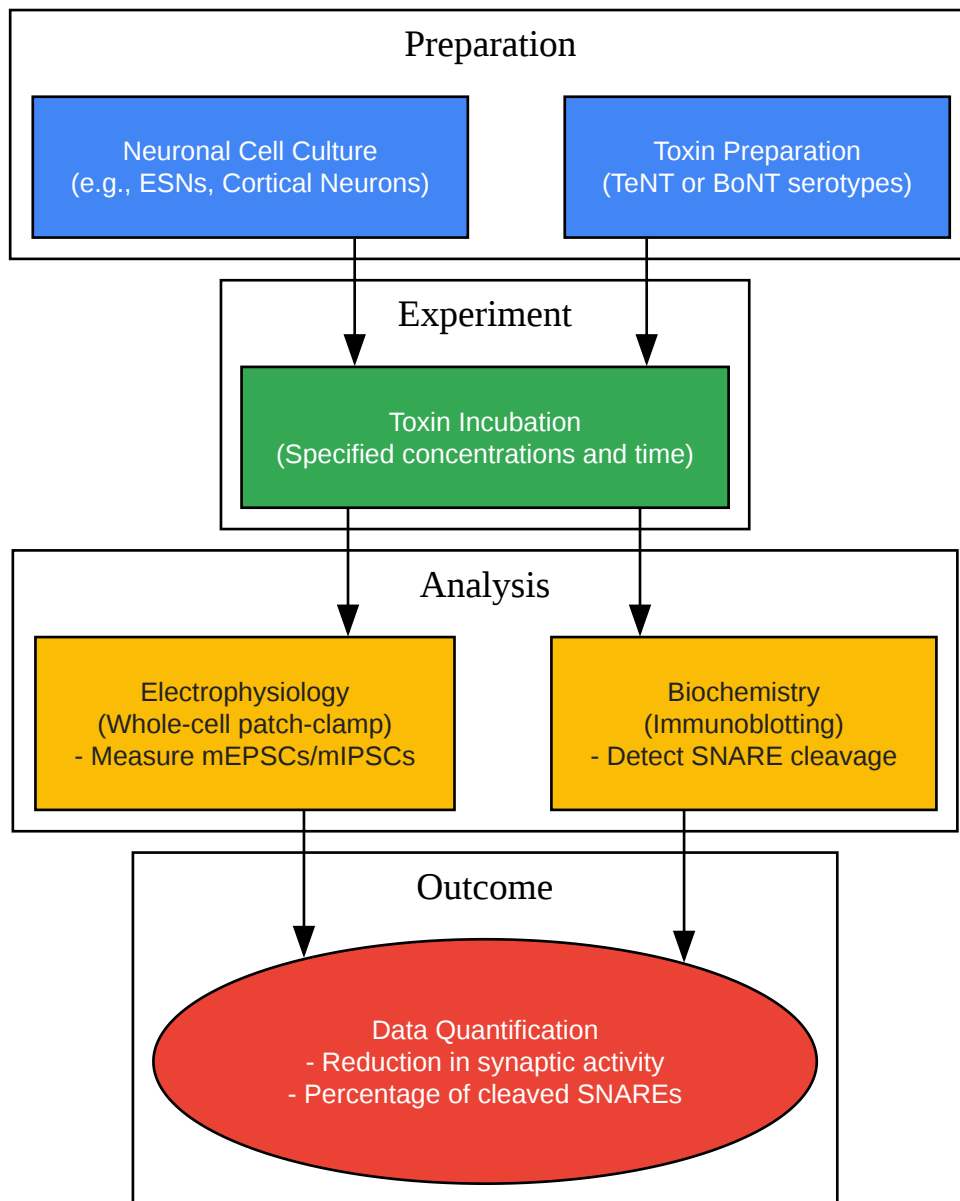 Preparation
Neuronal Cell Culture
(e.g., ESNs, Cortical Neurons)
Toxin Preparation
(TeNT or BoNT serotypes)
Experiment
Toxin Incubation
(Specified concentrations and time)
Analysis
Electrophysiology
(Whole-cell patch-clamp)
- Measure mEPSCs/mIPSCs
Biochemistry
(Immunoblotting)
- Detect SNARE cleavage
Outcome
Data Quantification
- Reduction in synaptic activity
- Percentage of cleaved SNAREs